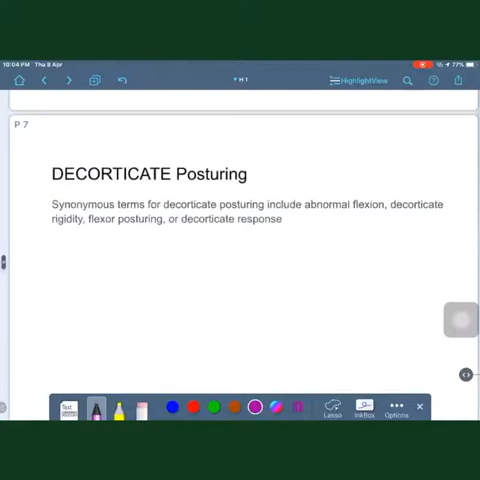 10:04 PM Thu 8 Apr
77%
H 1
HighlightView
P 7
DECORTICATE Posturing
Synonymous terms for decorticate posturing include abnormal flexion, decorticate
rigidity, flexor posturing, or decorticate response
Text
Lasso
InkBox
Options